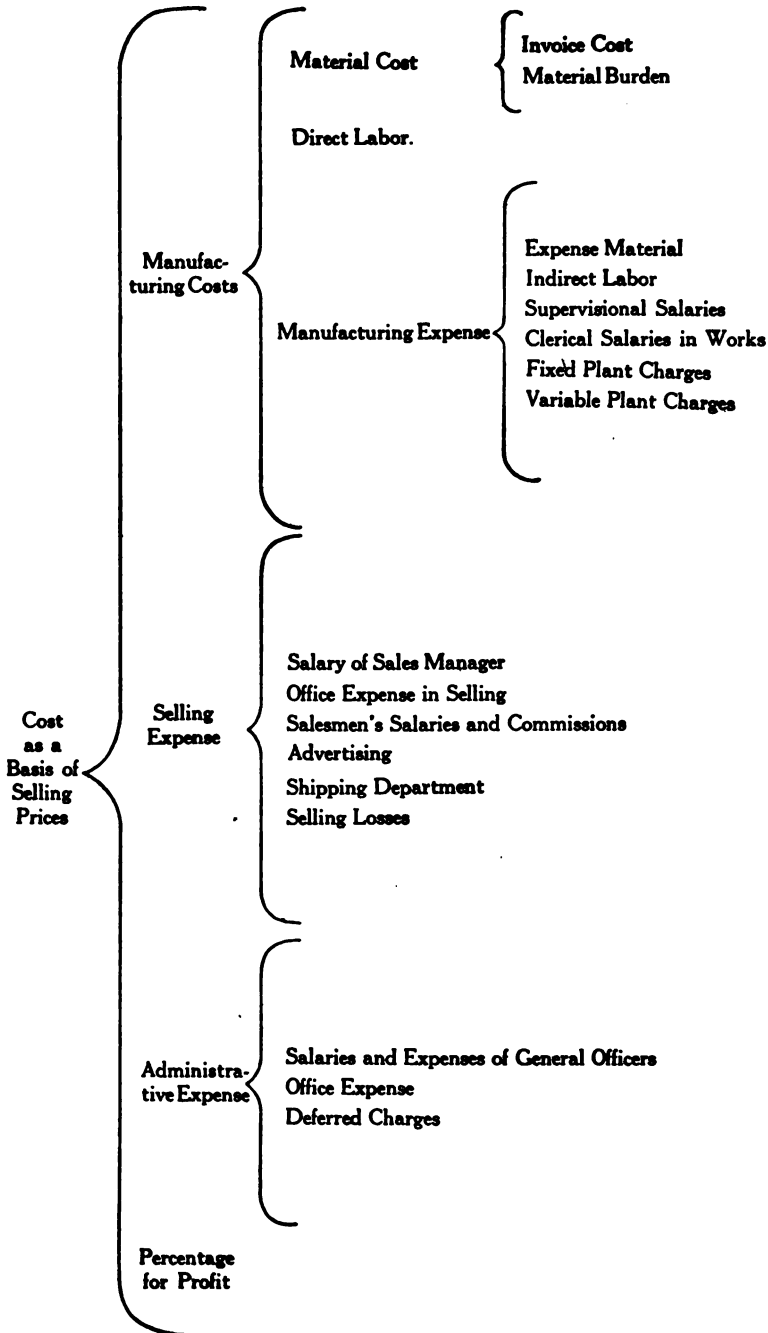 Material Cost
Invoice Cost
Material Burden
Direct Labor.
Manufac-
turing Costs
Manufacturing Expense
Expense Material
Indirect Labor
Supervisional Salaries
Clerical Salaries in Works
Fixed Plant Charges
Variable Plant Charges
Cost
as a
Basis of
Selling
Prices
Selling
Expense
Salary of Sales Manager
Office Expense in Selling
Salesmen's Salaries and Commissions
Advertising
Shipping Department
Selling Losses
Administra-
tive Expense
Salaries and Expenses of General Officers
Office Expense
Deferred Charges
Percentage
for Profit